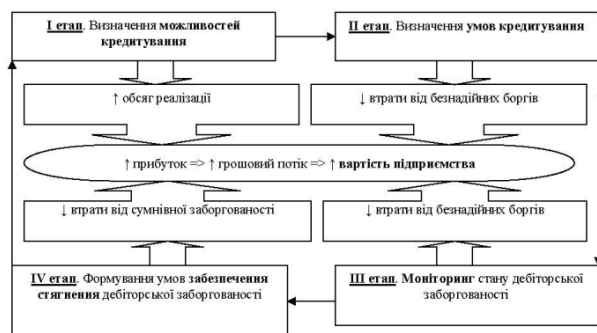 І етап. Визначення можливостей
кредитування
ІІ етап. Визначення умов кредитування
↑ обсяг реалізації
↓ втрати від безнадійних боргів
↑ прибуток => ↑ грошовий потік => ↑ вартість підприємства
↓ втрати від сумнівної заборгованості
↓ втрати від безнадійних боргів
IV етап. Формування умов забезпечення
стягнення дебіторської заборгованості
ІІІ етап. Моніторинг стану дебіторської
заборгованості